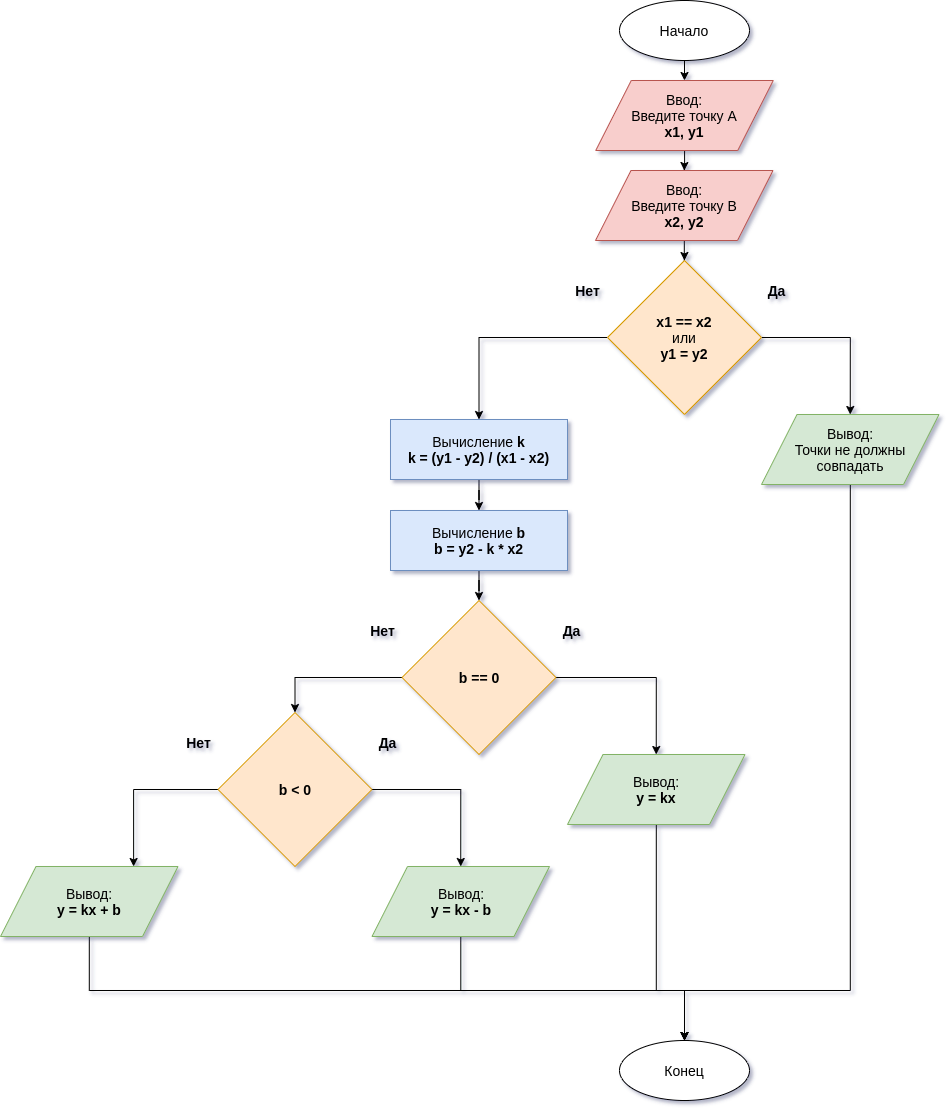 Начало
Ввод:
Введите точку A
x1, y1
Ввод:
Введите точку B
x2, y2
Нет
Да
x1 == x2
или
y1 = y2
Вычисление k
k = (y1 - y2) / (x1 - x2)
Вывод:
Точки не должны
совпадать
Вычисление b
b = y2 - k * x2
Нет
Да
b == 0
Нет
Да
b < 0
Вывод:
y = kx
Вывод:
y = kx + b
Вывод:
y = kx - b
Конец